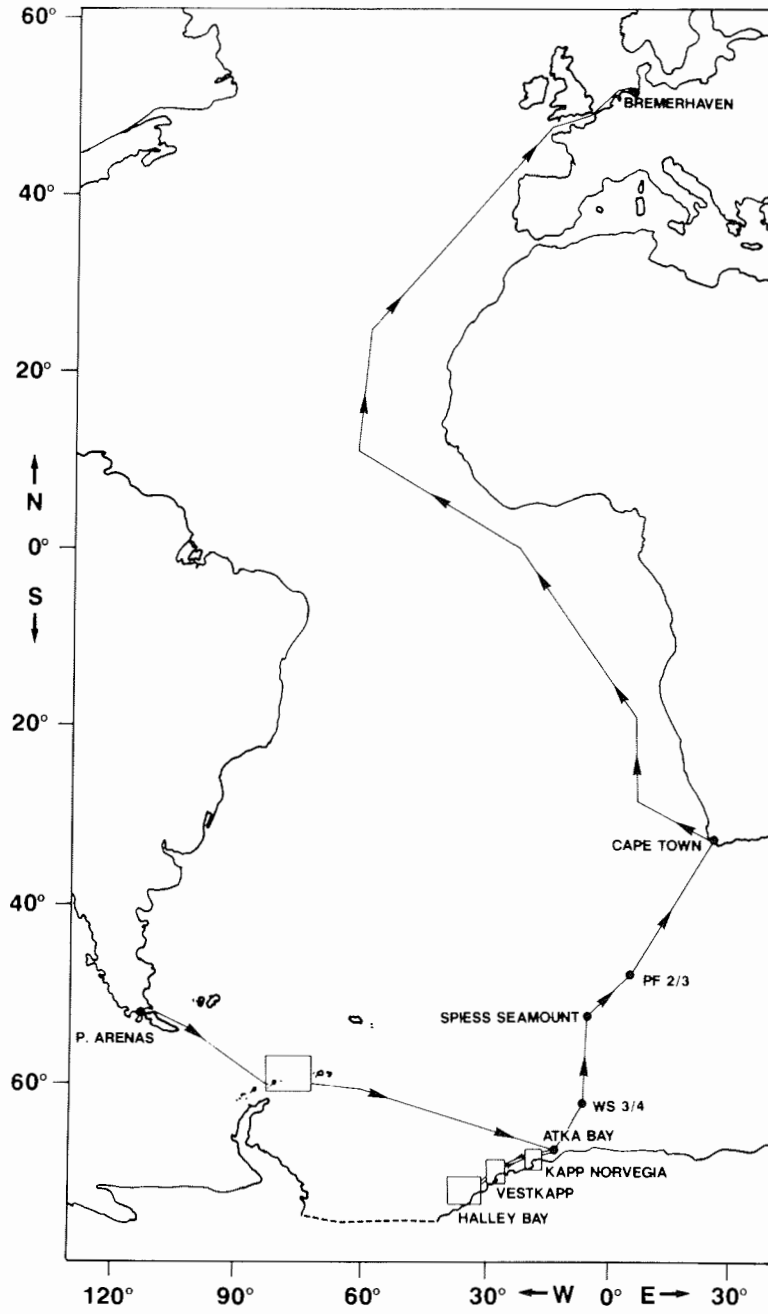 60°
BREMERHAVEN
40°
20°
N
0°
S
20°
CAPE TOWN
40°
PF 2/3
SPIESS SEAMOUNT
P. ARENAS
60°
WS 3/4
ATKA BAY
KAPP NORVEGIA
VESTKAPP
HALLEY BAY
120° 90° 60° 30° W 0° E 30°